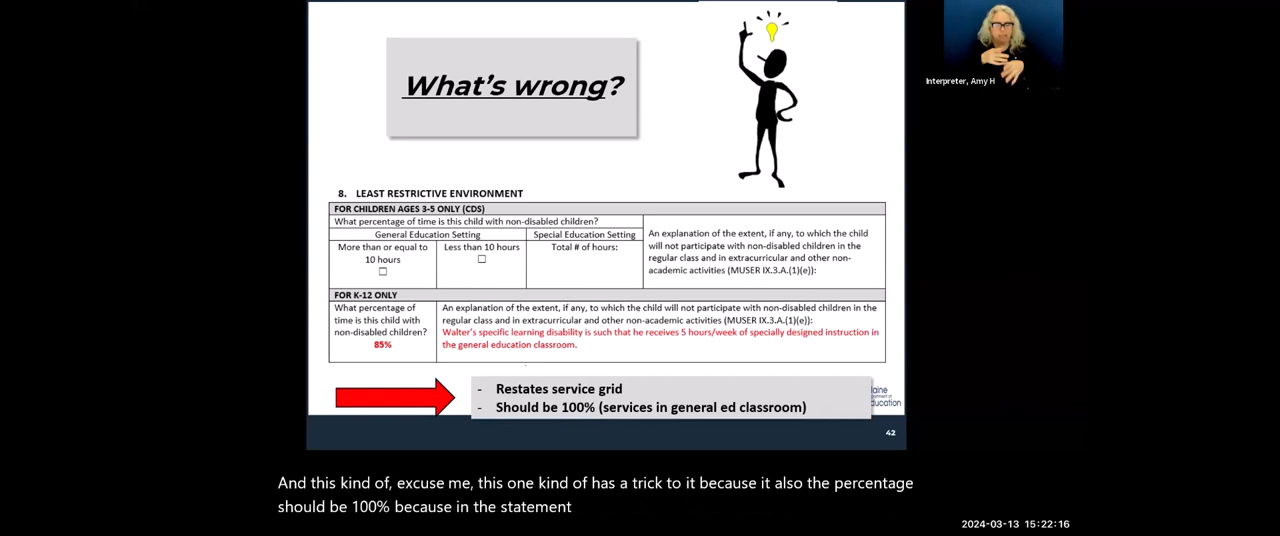 What's wrong?
Interpreter, Amy H
8. LEAST RESTRICTIVE ENVIRONMENT
FOR CHILDREN AGES 3-5 ONLY (CDS)
What percentage of time is this child with non-disabled children?
General Education Setting
Special Education Setting
More than or equal to
10 hours
☐
Less than 10 hours
☐
Total # of hours:
An explanation of the extent, if any, to which the child
will not participate with non-disabled children in the
regular class and in extracurricular and other non-
academic activities (MUSER IX.3.A.(1)(e)):
FOR K-12 ONLY
What percentage of
time is this child with
non-disabled children?
85%
An explanation of the extent, if any, to which the child will not participate with non-disabled children in the
regular class and in extracurricular and other non-academic activities (MUSER IX.3.A.(1)(e)):
Walter's specific learning disability is such that he receives 5 hours/week of specially designed instruction in
the general education classroom.
- Restates service grid
- Should be 100% (services in general ed classroom)
42
And this kind of, excuse me, this one kind of has a trick to it because it also the percentage
should be 100% because in the statement
2024-03-13 15:22:16